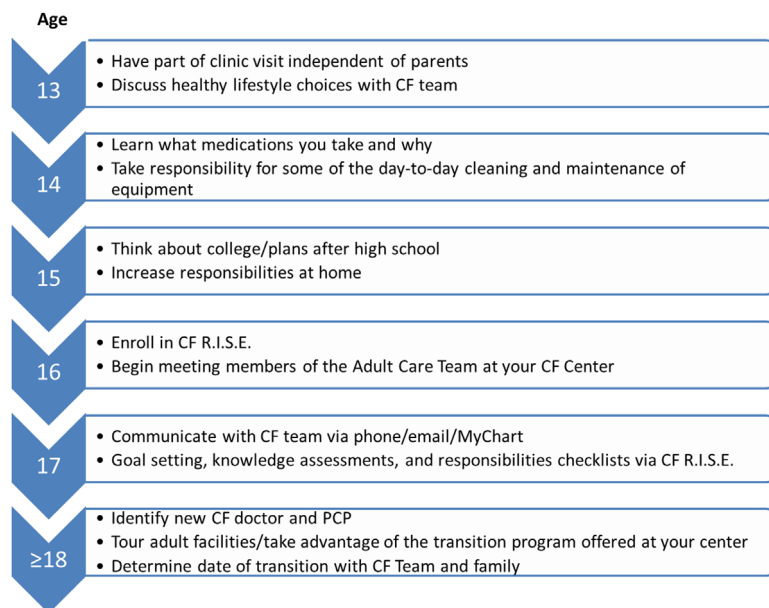 Age
13
• Have part of clinic visit independent of parents
• Discuss healthy lifestyle choices with CF team
14
• Learn what medications you take and why
• Take responsibility for some of the day-to-day cleaning and maintenance of
equipment
15
• Think about college/plans after high school
• Increase responsibilities at home
16
• Enroll in CF R.I.S.E.
• Begin meeting members of the Adult Care Team at your CF Center
17
• Communicate with CF team via phone/email/MyChart
• Goal setting, knowledge assessments, and responsibilities checklists via CF R.I.S.E.
≥18
• Identify new CF doctor and PCP
• Tour adult facilities/take advantage of the transition program offered at your center
• Determine date of transition with CF Team and family